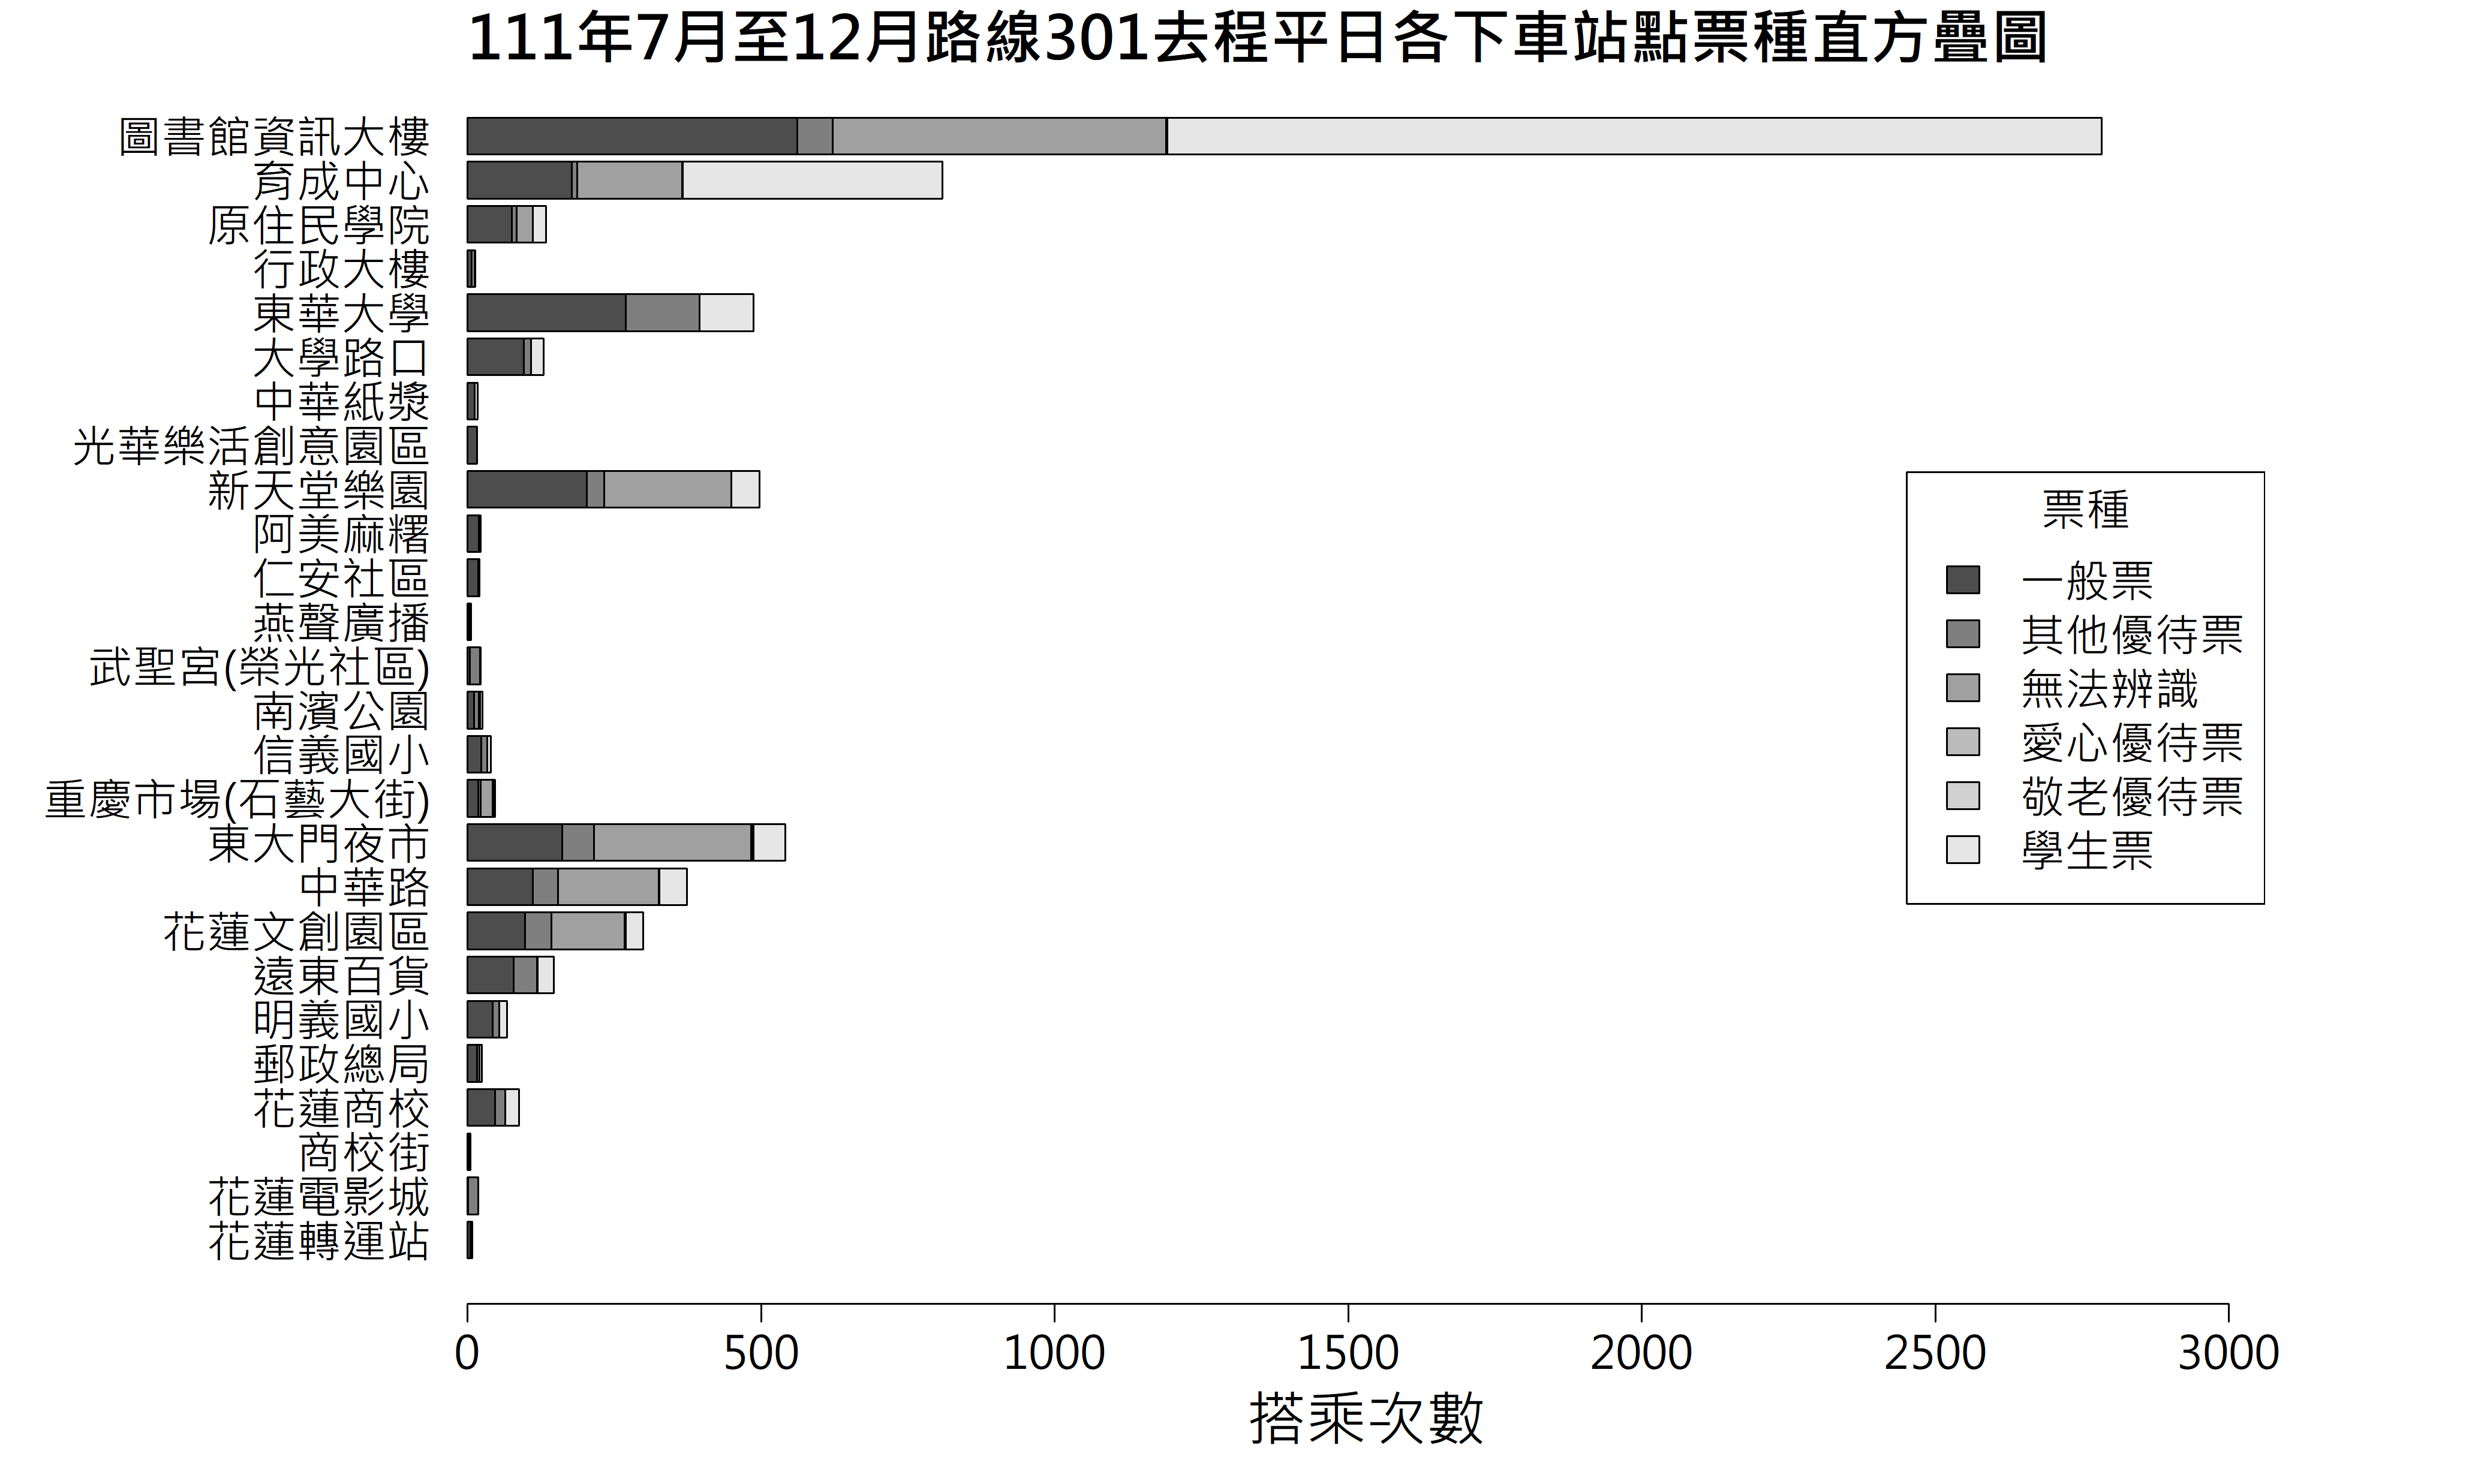 111年7月至12月路線301去程平日各下車站點票種直方疊圖
圖書館資訊大樓
育成中心
原住民學院
行政大樓
東華大學
大學路口
中華紙漿
光華樂活創意園區
新天堂樂園
阿美麻糬
仁安社區
燕聲廣播
武聖宮(榮光社區)
南濱公園
信義國小
重慶市場(石藝大街)
東大門夜市
中華路
花蓮文創園區
遠東百貨
明義國小
郵政總局
花蓮商校
商校街
花蓮電影城
花蓮轉運站
票種
一般票
其他優待票
無法辨識
愛心優待票
敬老優待票
學生票
0 500 1000 1500 2000 2500 3000
搭乘次數